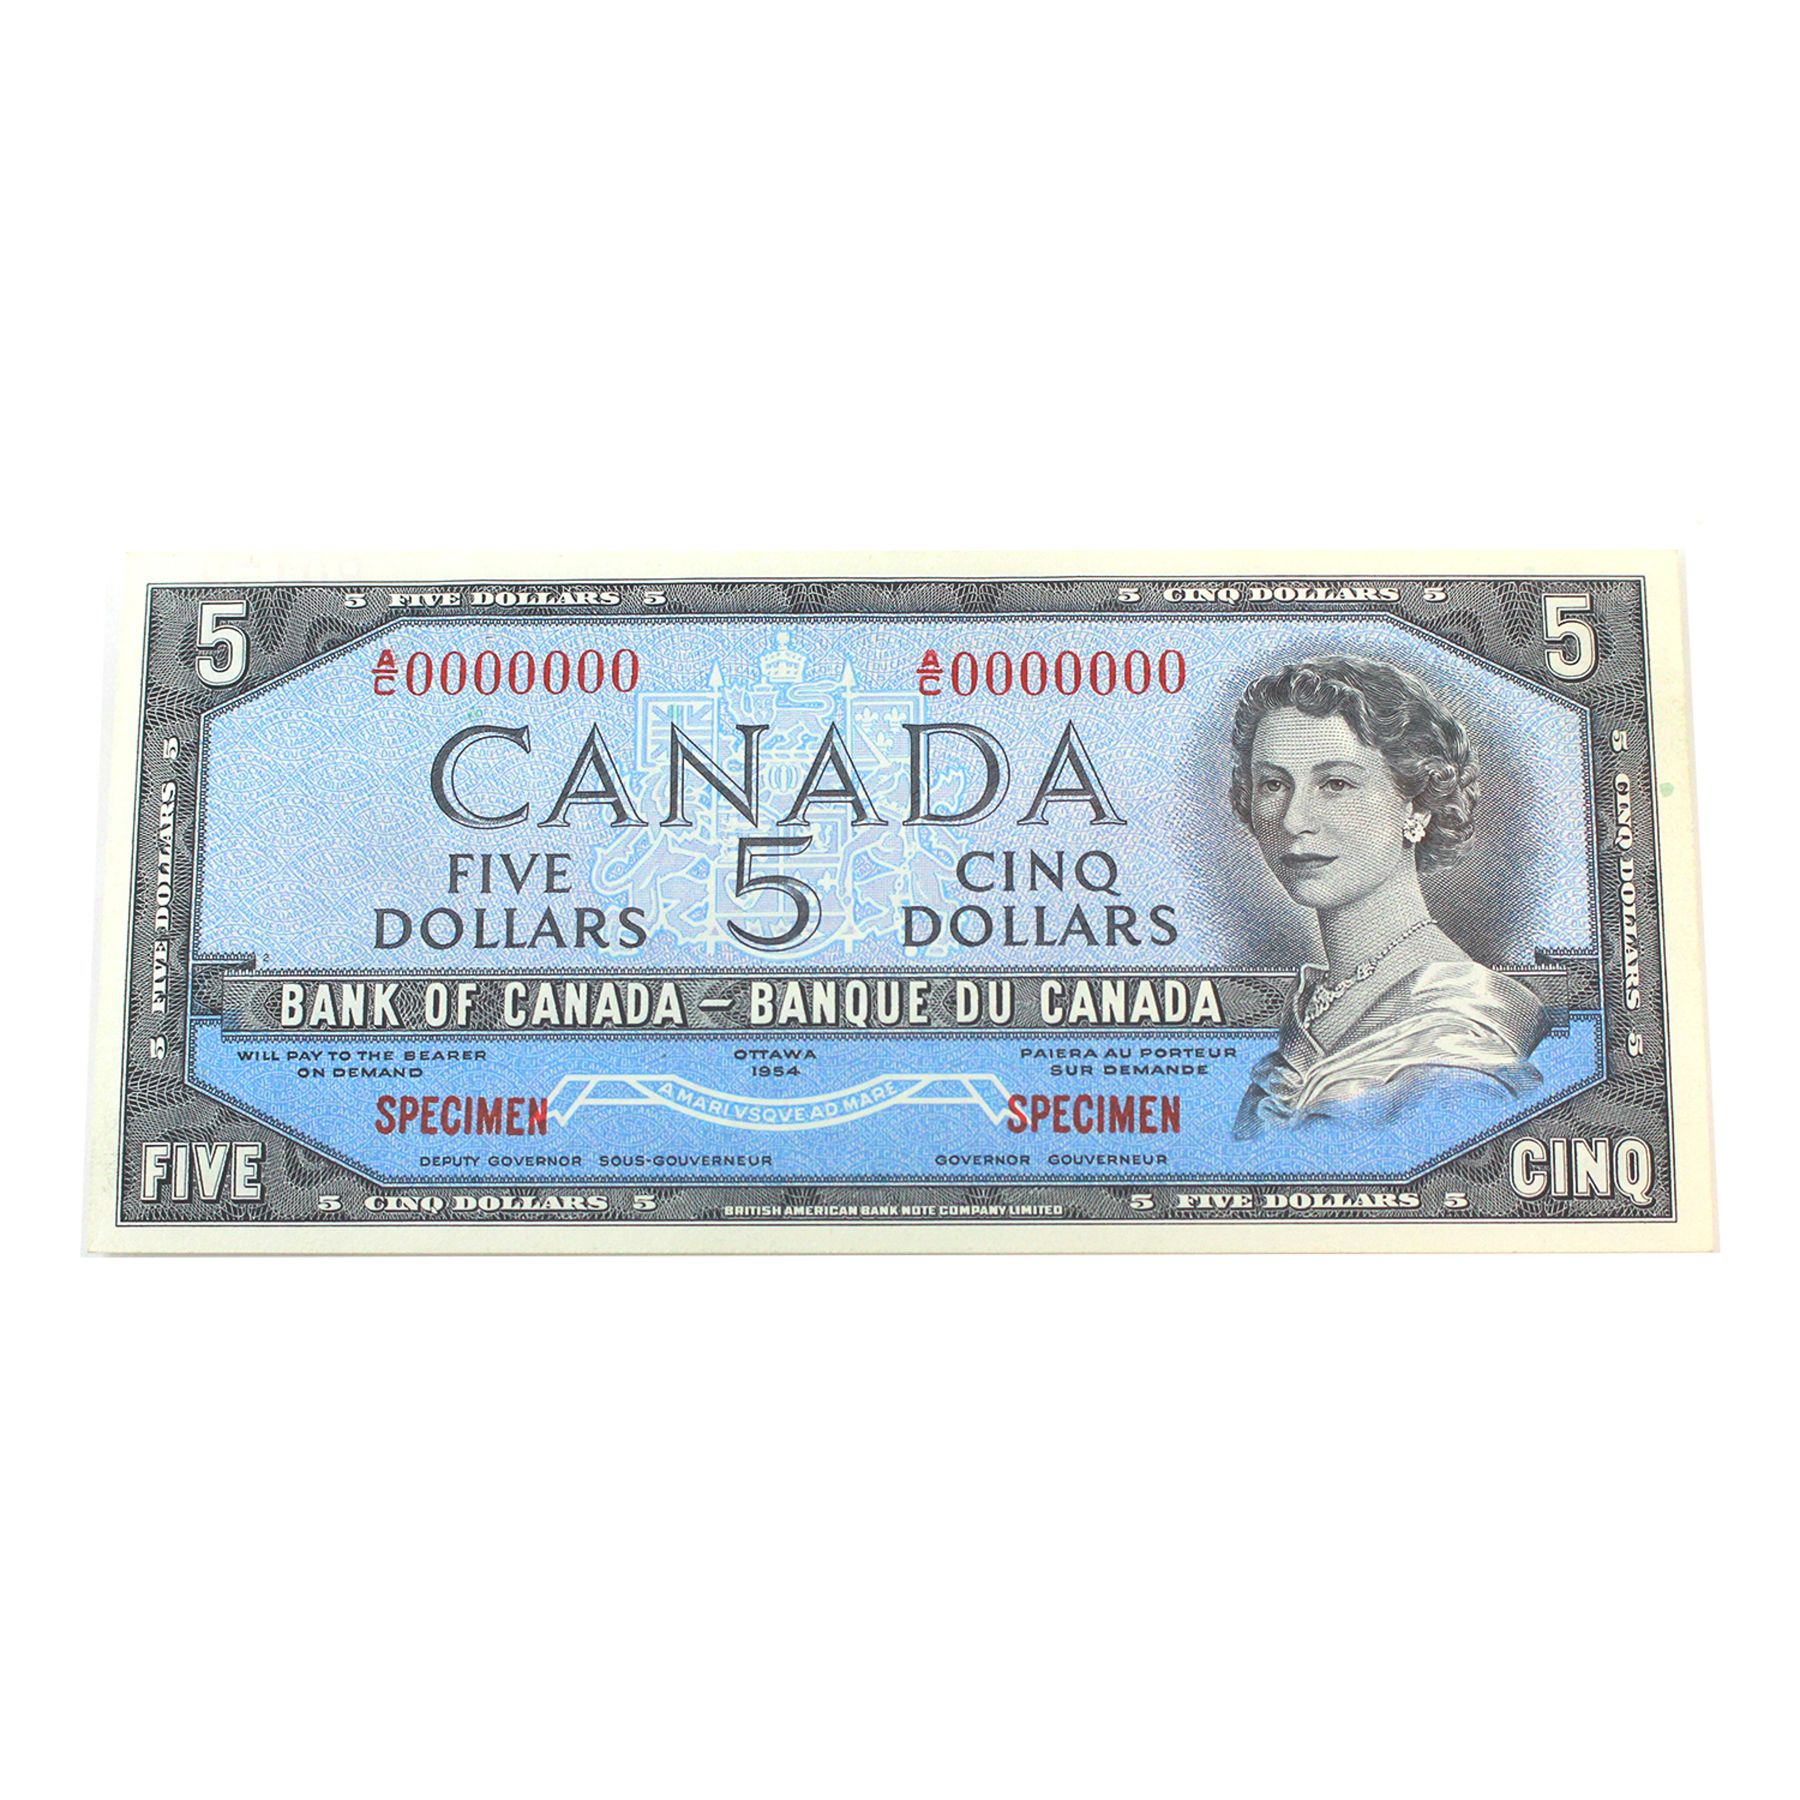 5 FIVE DOLLARS 5
5 CINQ DOLLARS 5
5
5
A/C0000000
A/C0000000
CANADA
FIVE
DOLLARS
5
CINQ
DOLLARS
5 FIVE DOLLARS 5
5 CINQ DOLLARS 5
2
BANK OF CANADA – BANQUE DU CANADA
WILL PAY TO THE BEARER
ON DEMAND
OTTAWA
1954
PAIERA AU PORTEUR
SUR DEMANDE
A MARI VSQVE AD MARE
SPECIMEN
SPECIMEN
DEPUTY GOVERNOR SOUS-GOUVERNEUR
GOVERNOR GOUVERNEUR
FIVE
CINQ
5 CINQ DOLLARS 5
BRITISH AMERICAN BANK NOTE COMPANY LIMITED
5 FIVE DOLLARS 5